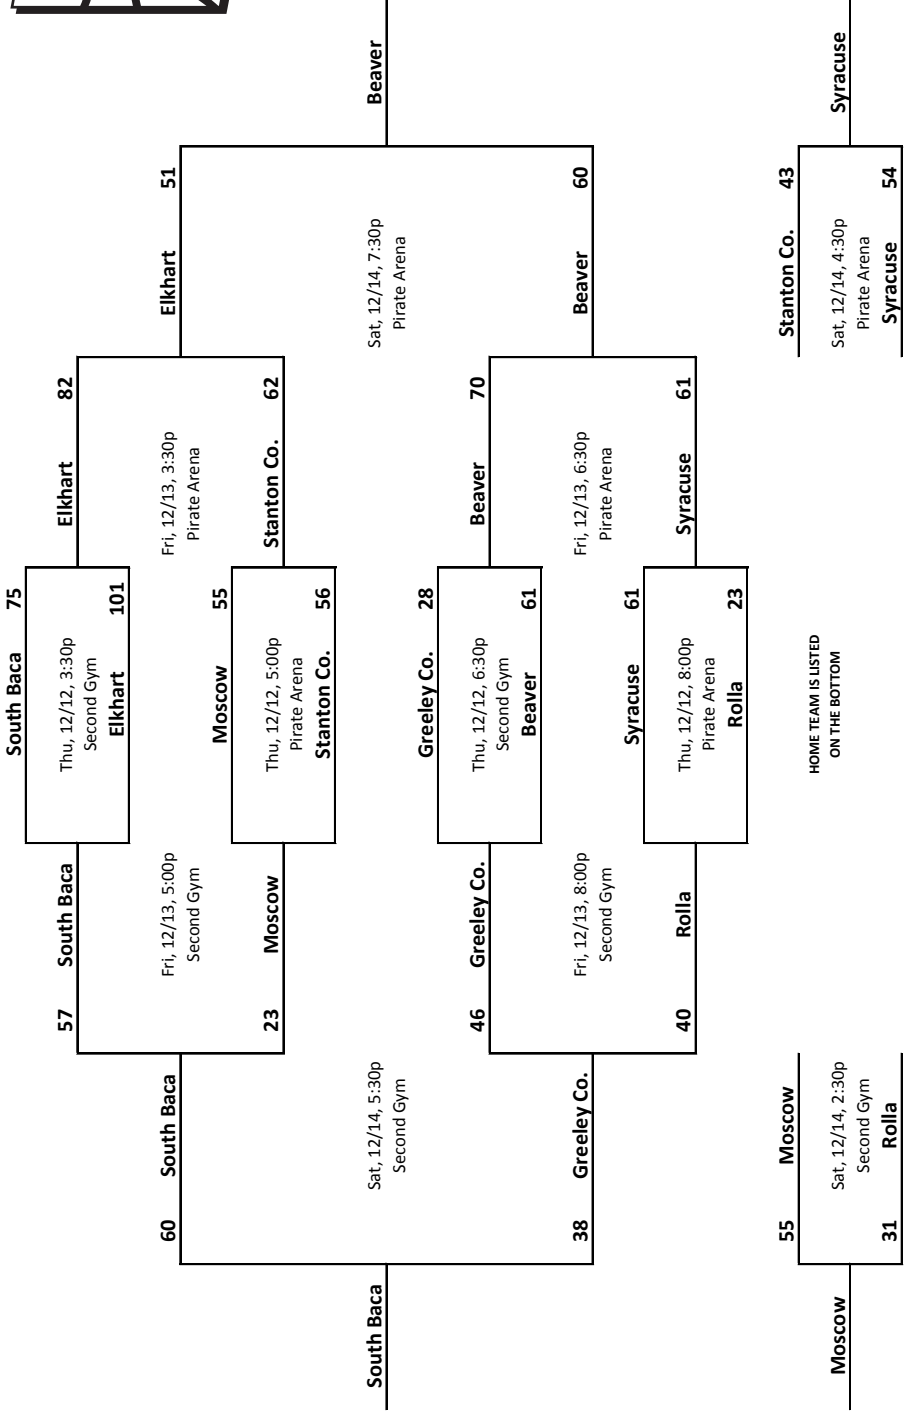 South Baca 75
Thu, 12/12, 3:30p
Second Gym
Elkhart 101
57 South Baca
Elkhart 82
Fri, 12/13, 5:00p
Second Gym
Fri, 12/13, 3:30p
Pirate Arena
Moscow 55
Thu, 12/12, 5:00p
Pirate Arena
Stanton Co. 56
23 Moscow
Stanton Co. 62
60 South Baca
Elkhart 51
Sat, 12/14, 5:30p
Second Gym
Sat, 12/14, 7:30p
Pirate Arena
South Baca
Beaver
Greeley Co. 28
Thu, 12/12, 6:30p
Second Gym
Beaver 61
46 Greeley Co.
Beaver 70
Fri, 12/13, 8:00p
Second Gym
Fri, 12/13, 6:30p
Pirate Arena
38 Greeley Co.
Beaver 60
Syracuse 61
Thu, 12/12, 8:00p
Pirate Arena
Rolla 23
40 Rolla
Syracuse 61
55 Moscow
Sat, 12/14, 2:30p
Second Gym
31 Rolla
Moscow
HOME TEAM IS LISTED
ON THE BOTTOM
Stanton Co. 43
Sat, 12/14, 4:30p
Pirate Arena
Syracuse 54
Syracuse